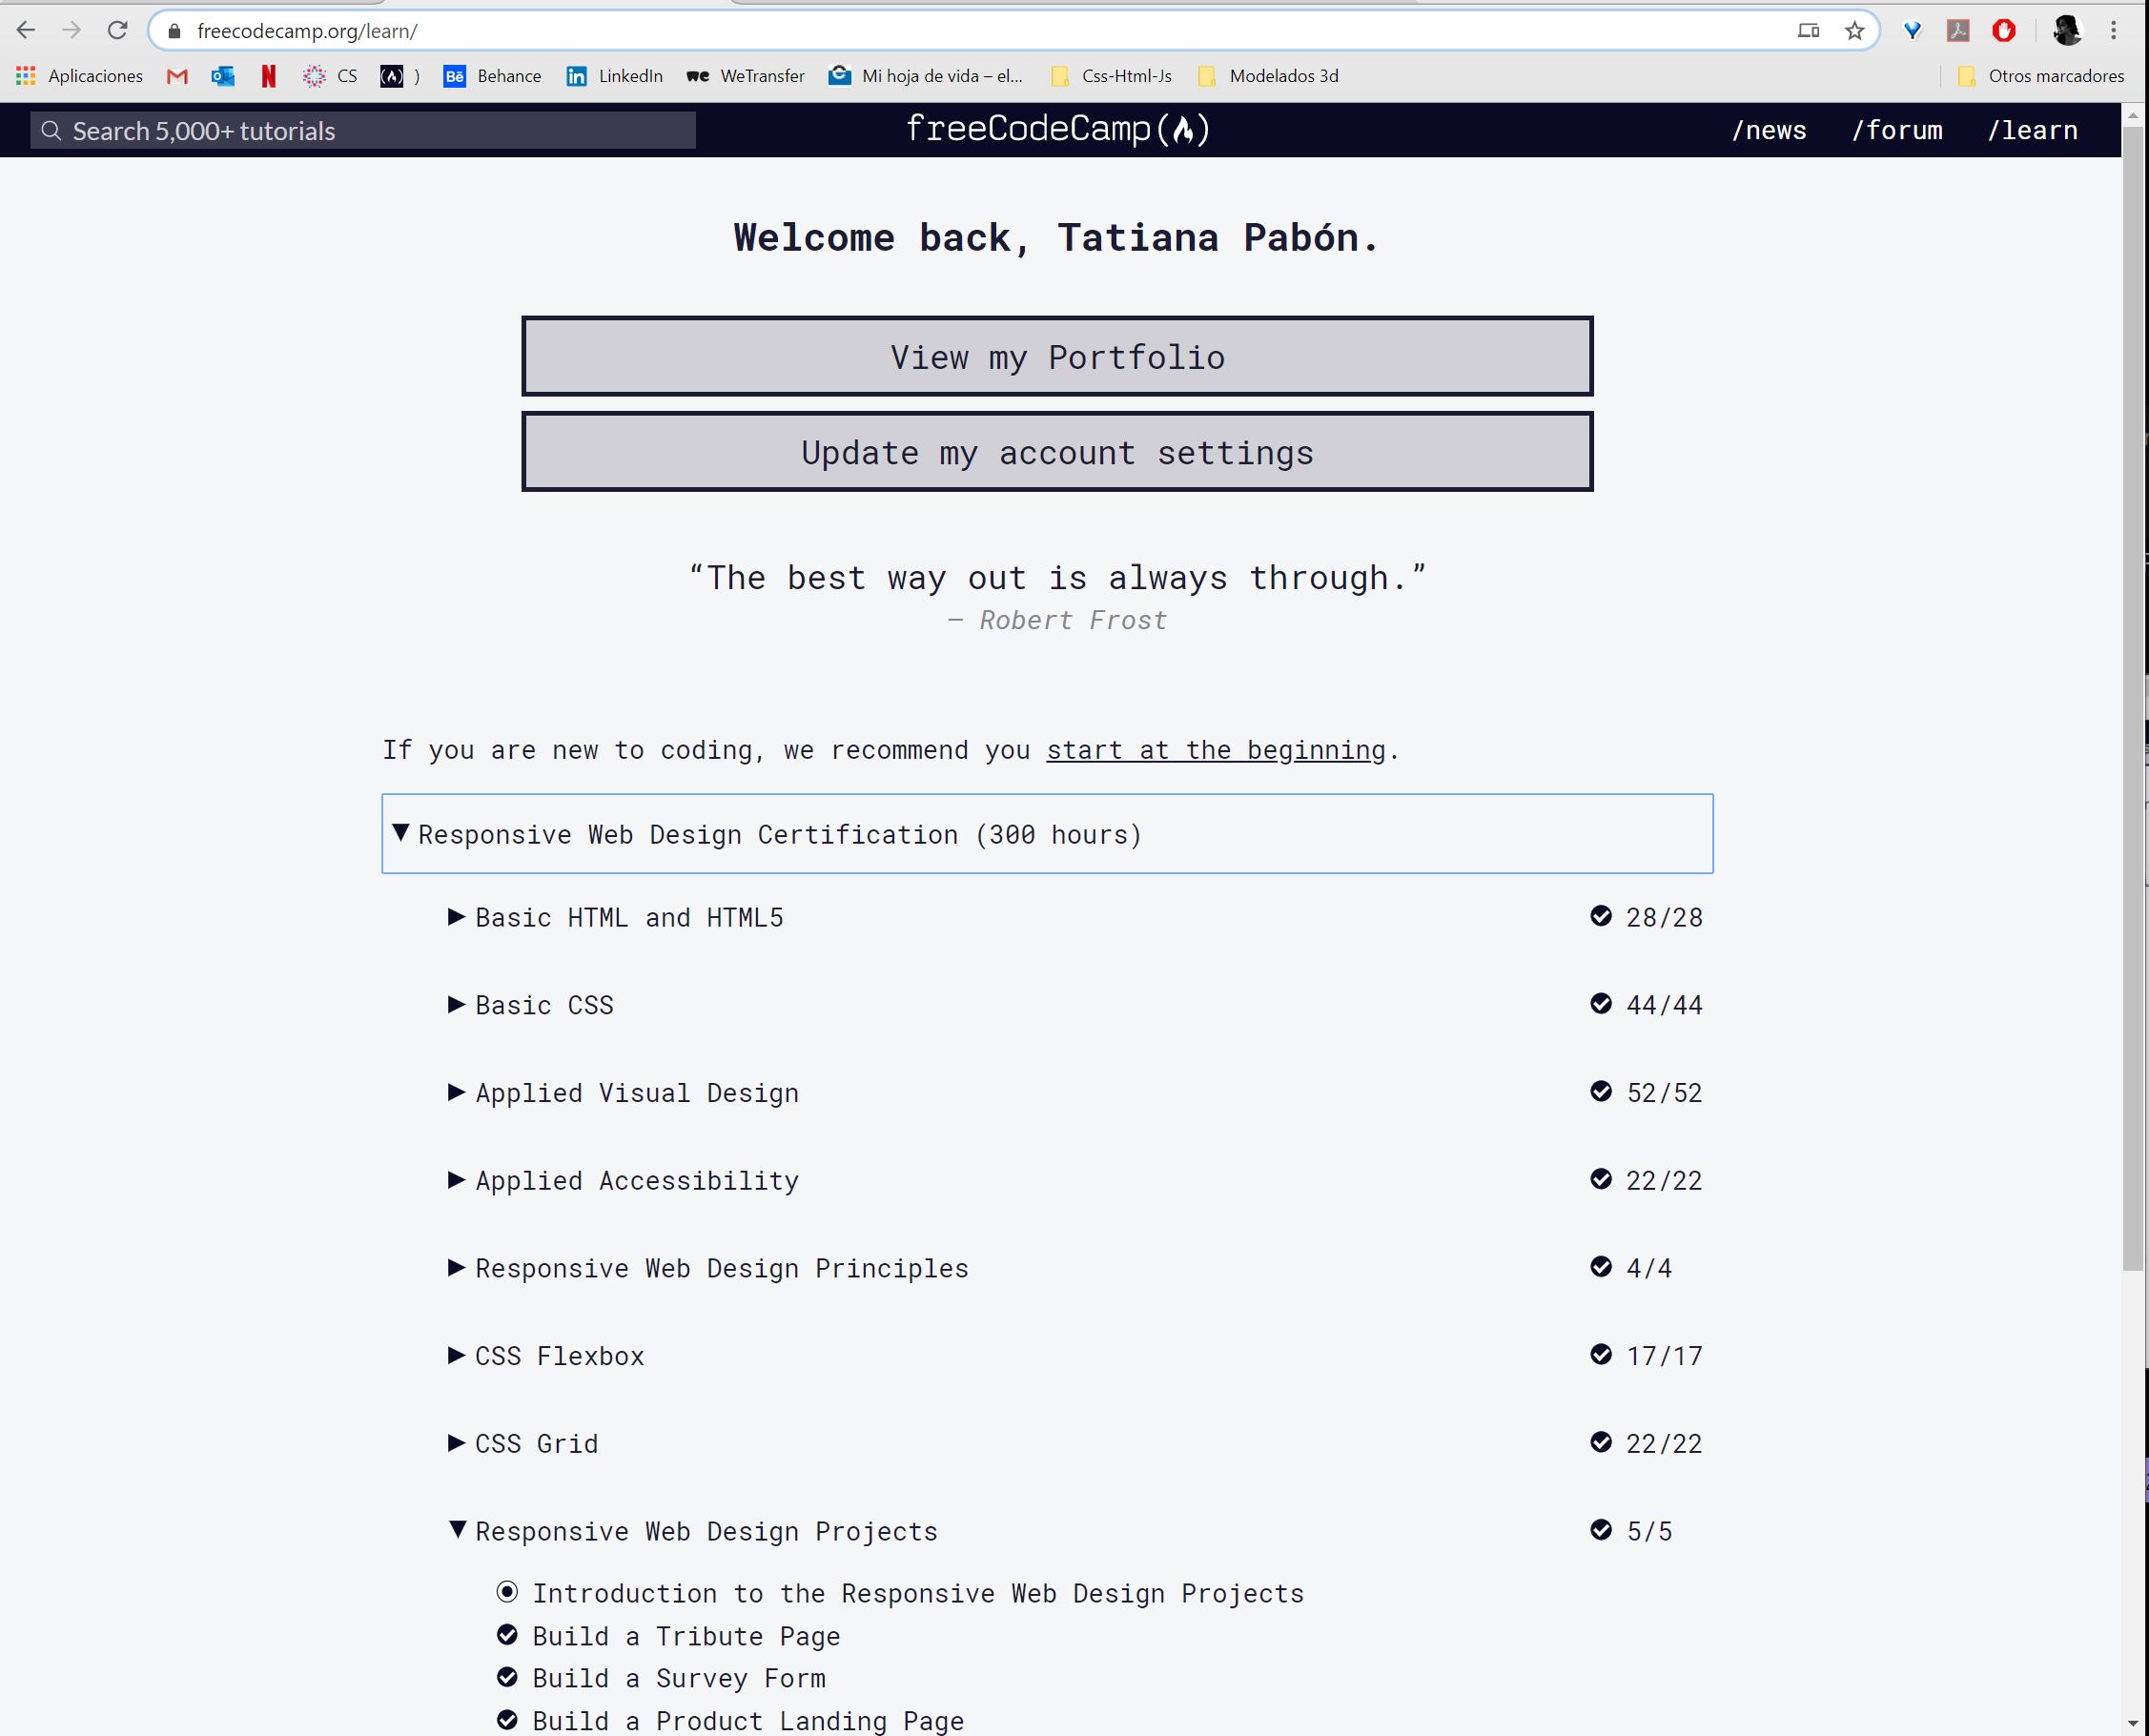 freecodecamp.org/learn/
Aplicaciones CS (🔥) ) Bē Behance in LinkedIn we WeTransfer Mi hoja de vida – el... Css-Html-Js Modelados 3d Otros marcadores
Search 5,000+ tutorials freeCodeCamp(🔥) /news /forum /learn
Welcome back, Tatiana Pabón.
View my Portfolio
Update my account settings
“The best way out is always through.”
— Robert Frost
If you are new to coding, we recommend you start at the beginning.
Responsive Web Design Certification (300 hours)
Basic HTML and HTML5 28/28
Basic CSS 44/44
Applied Visual Design 52/52
Applied Accessibility 22/22
Responsive Web Design Principles 4/4
CSS Flexbox 17/17
CSS Grid 22/22
Responsive Web Design Projects 5/5
Introduction to the Responsive Web Design Projects
Build a Tribute Page
Build a Survey Form
Build a Product Landing Page